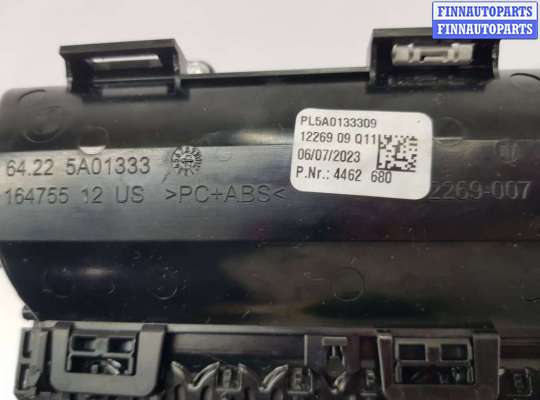 FINNAUTOPARTS
FINNAUTOPARTS
PL5A0133309
12269 09 Q11
06/07/2023
P.Nr.: 4462 680
64.22 5A01333
164755 12 US >PC+ABS<
2269-007